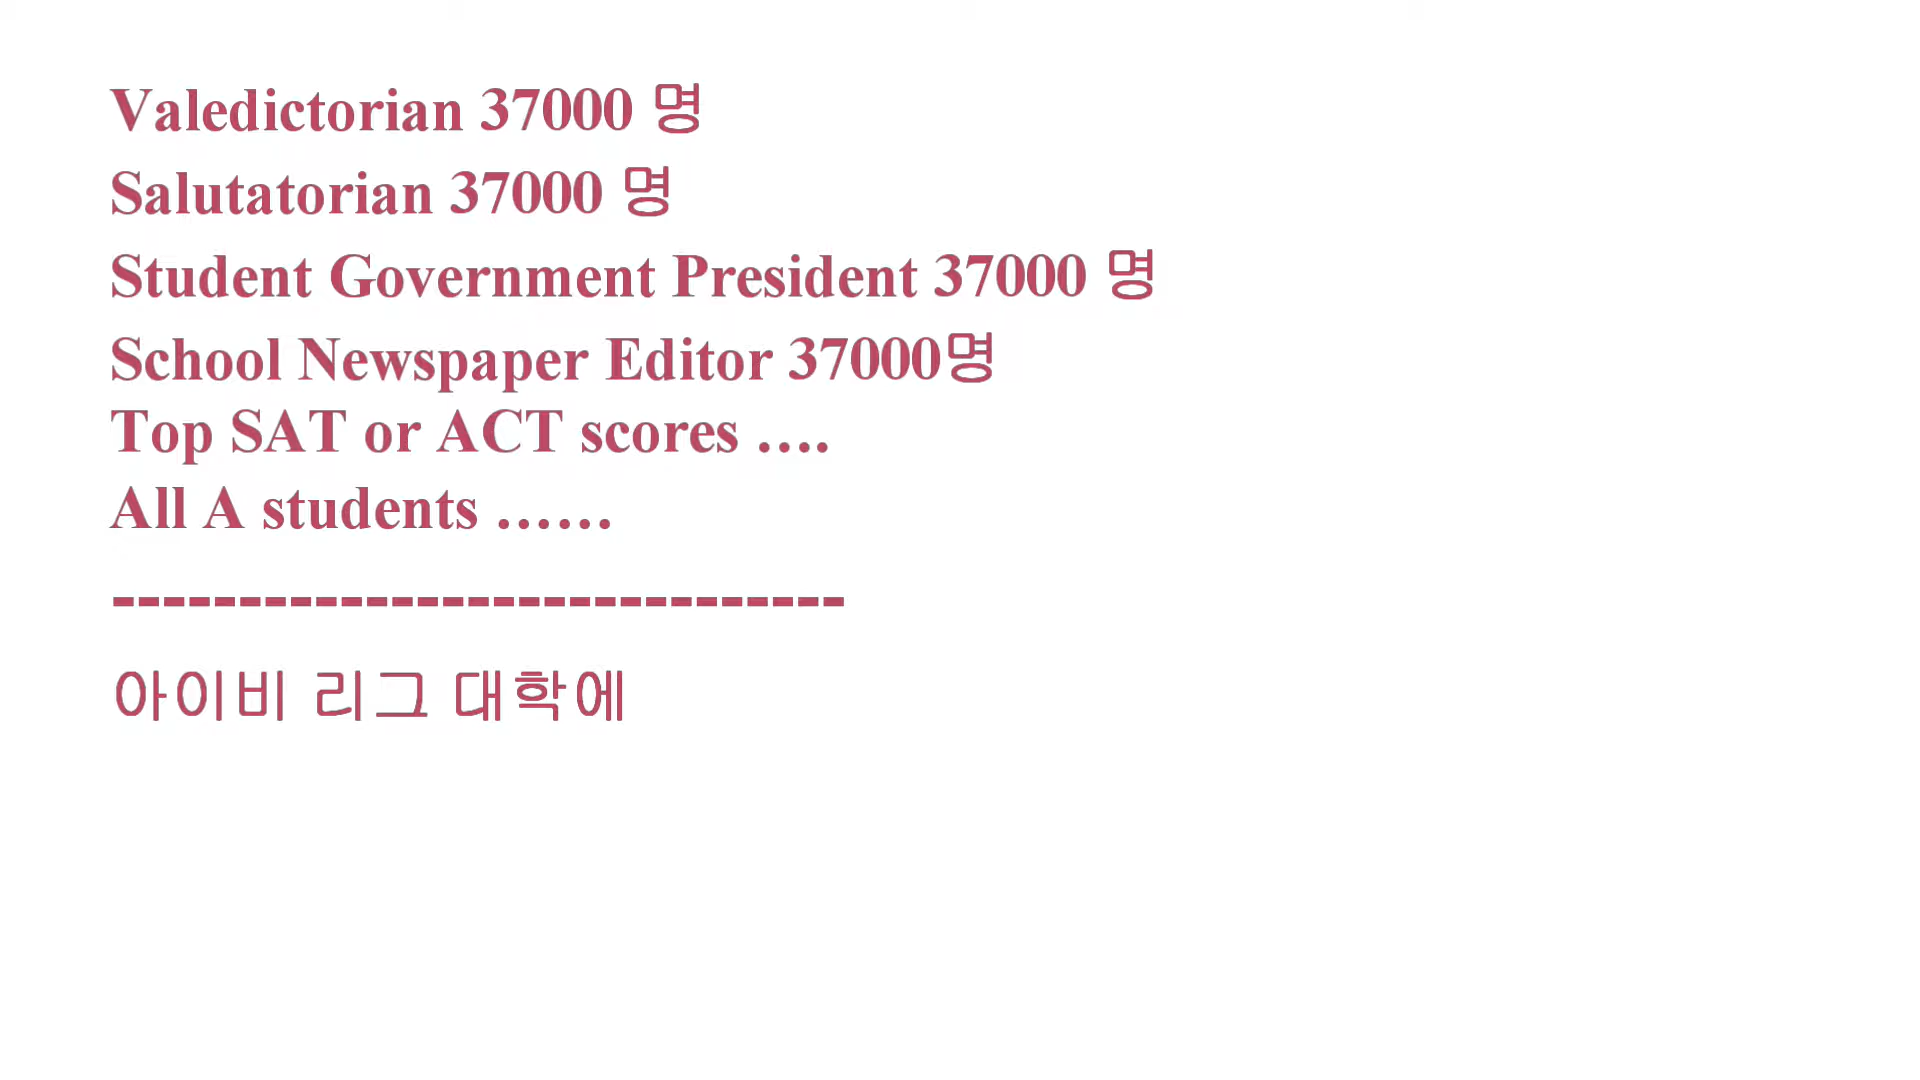 Valedictorian 37000 명
Salutatorian 37000 명
Student Government President 37000 명
School Newspaper Editor 37000명
Top SAT or ACT scores ….
All A students ……
-----------------------------
아이비 리그 대학에